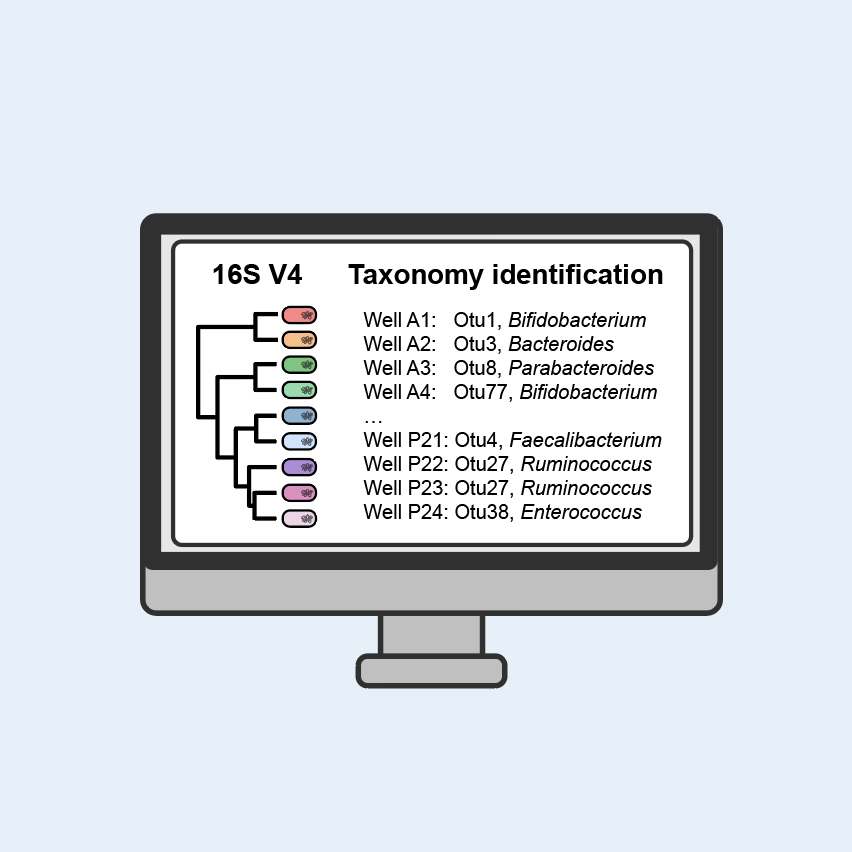 16S V4
Taxonomy identification
Well A1: Otu1, Bifidobacterium
Well A2: Otu3, Bacteroides
Well A3: Otu8, Parabacteroides
Well A4: Otu77, Bifidobacterium
…
Well P21: Otu4, Faecalibacterium
Well P22: Otu27, Ruminococcus
Well P23: Otu27, Ruminococcus
Well P24: Otu38, Enterococcus